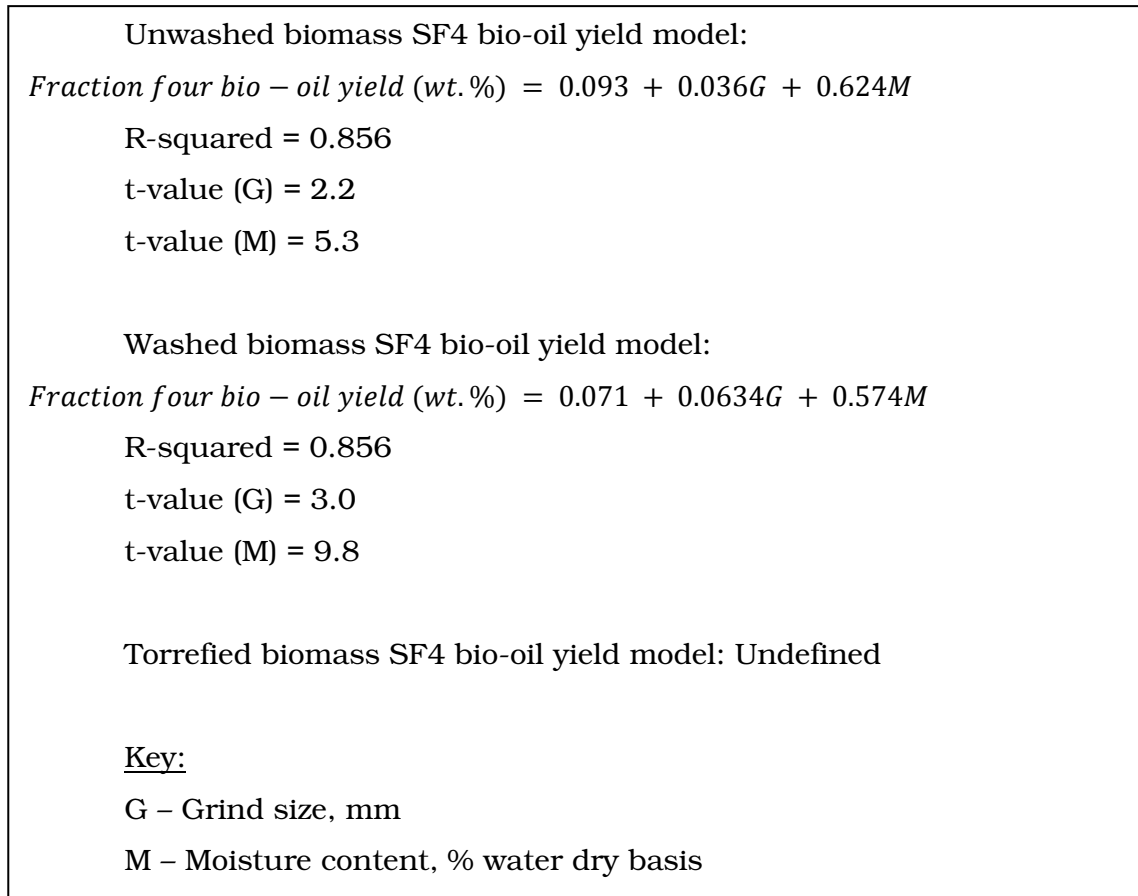 Unwashed biomass SF4 bio-oil yield model:
Fraction four bio − oil yield (wt. %) = 0.093 + 0.036G + 0.624M
R-squared = 0.856
t-value (G) = 2.2
t-value (M) = 5.3
Washed biomass SF4 bio-oil yield model:
Fraction four bio − oil yield (wt. %) = 0.071 + 0.0634G + 0.574M
R-squared = 0.856
t-value (G) = 3.0
t-value (M) = 9.8
Torrefied biomass SF4 bio-oil yield model: Undefined
Key:
G – Grind size, mm
M – Moisture content, % water dry basis